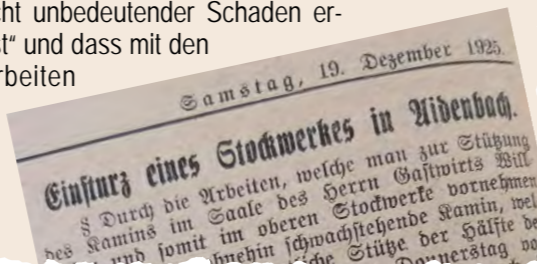 cht unbedeutender Schaden er-
st“ und dass mit den
rbeiten
Samstag, 19. Dezember 1925.
Einsturz eines Stockwerkes in Aidenbach.
§ Durch die Arbeiten, welche man zur Stützung
des Kamins im Saale des Herrn Gastwirts Will
und somit im oberen Stockwerke vornehmen
ohnehin schwachstehende Kamin, wel
liche Stütze der Hälfte de
Donnerstag vo